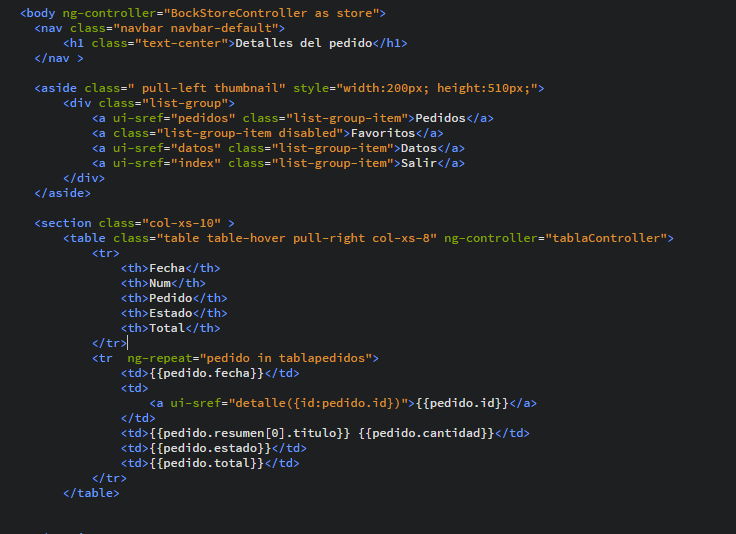 <body ng-controller="BockStoreController as store">
<nav class="navbar navbar-default">
<h1 class="text-center">Detalles del pedido</h1>
</nav >
<aside class=" pull-left thumbnail" style="width:200px; height:510px;">
<div class="list-group">
<a ui-sref="pedidos" class="list-group-item">Pedidos</a>
<a class="list-group-item disabled">Favoritos</a>
<a ui-sref="datos" class="list-group-item">Datos</a>
<a ui-sref="index" class="list-group-item">Salir</a>
</div>
</aside>
<section class="col-xs-10" >
<table class="table table-hover pull-right col-xs-8" ng-controller="tablaController">
<tr>
<th>Fecha</th>
<th>Num</th>
<th>Pedido</th>
<th>Estado</th>
<th>Total</th>
</tr>
<tr  ng-repeat="pedido in tablapedidos">
<td>{{pedido.fecha}}</td>
<td>
<a ui-sref="detalle({id:pedido.id})">{{pedido.id}}</a>
</td>
<td>{{pedido.resumen[0].titulo}} {{pedido.cantidad}}</td>
<td>{{pedido.estado}}</td>
<td>{{pedido.total}}</td>
</tr>
</table>